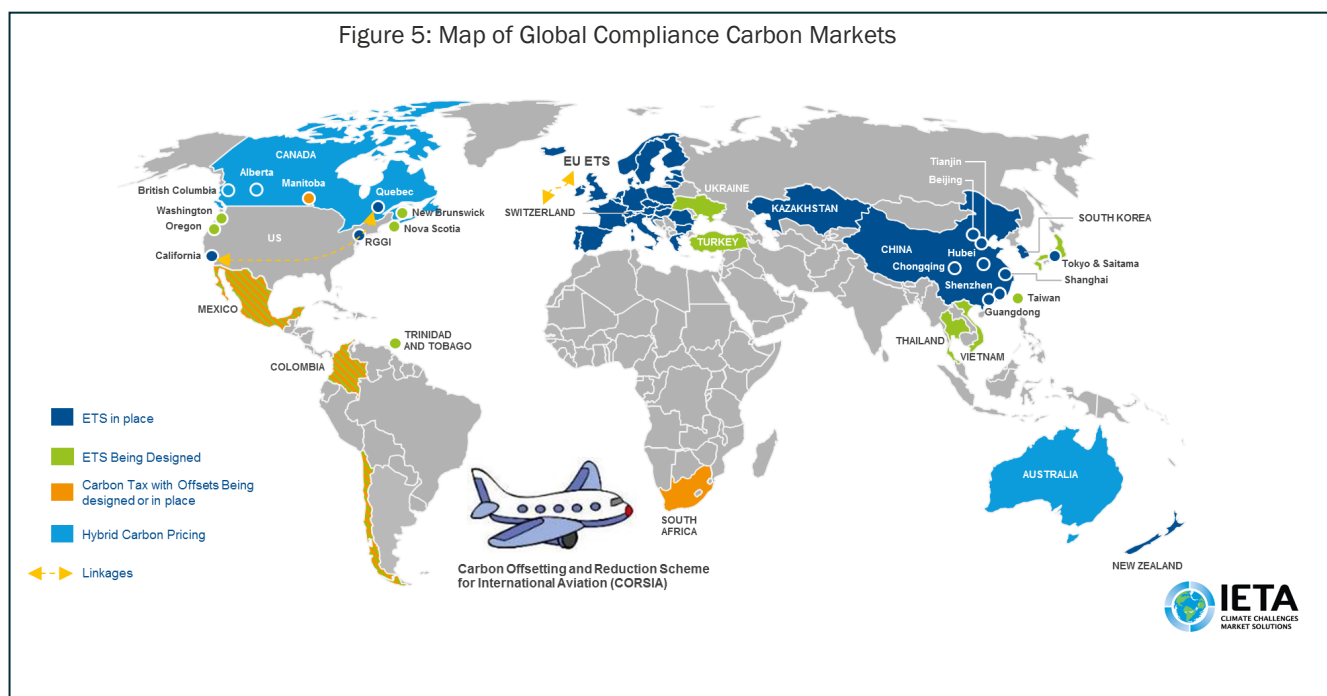 Figure 5: Map of Global Compliance Carbon Markets
CANADA
Alberta
British Columbia
Manitoba
Quebec
Washington
Oregon
New Brunswick
Nova Scotia
US
RGGI
California
MEXICO
TRINIDAD
AND TOBAGO
COLOMBIA
EU ETS
SWITZERLAND
UKRAINE
TURKEY
KAZAKHSTAN
Tianjin
Beijing
SOUTH KOREA
CHINA
Hubei
Chongqing
Tokyo & Saitama
Shanghai
Shenzhen
Taiwan
Guangdong
THAILAND
VIETNAM
AUSTRALIA
NEW ZEALAND
SOUTH
AFRICA
ETS in place
ETS Being Designed
Carbon Tax with Offsets Being
designed or in place
Hybrid Carbon Pricing
Linkages
Carbon Offsetting and Reduction Scheme
for International Aviation (CORSIA)
IETA
CLIMATE CHALLENGES
MARKET SOLUTIONS